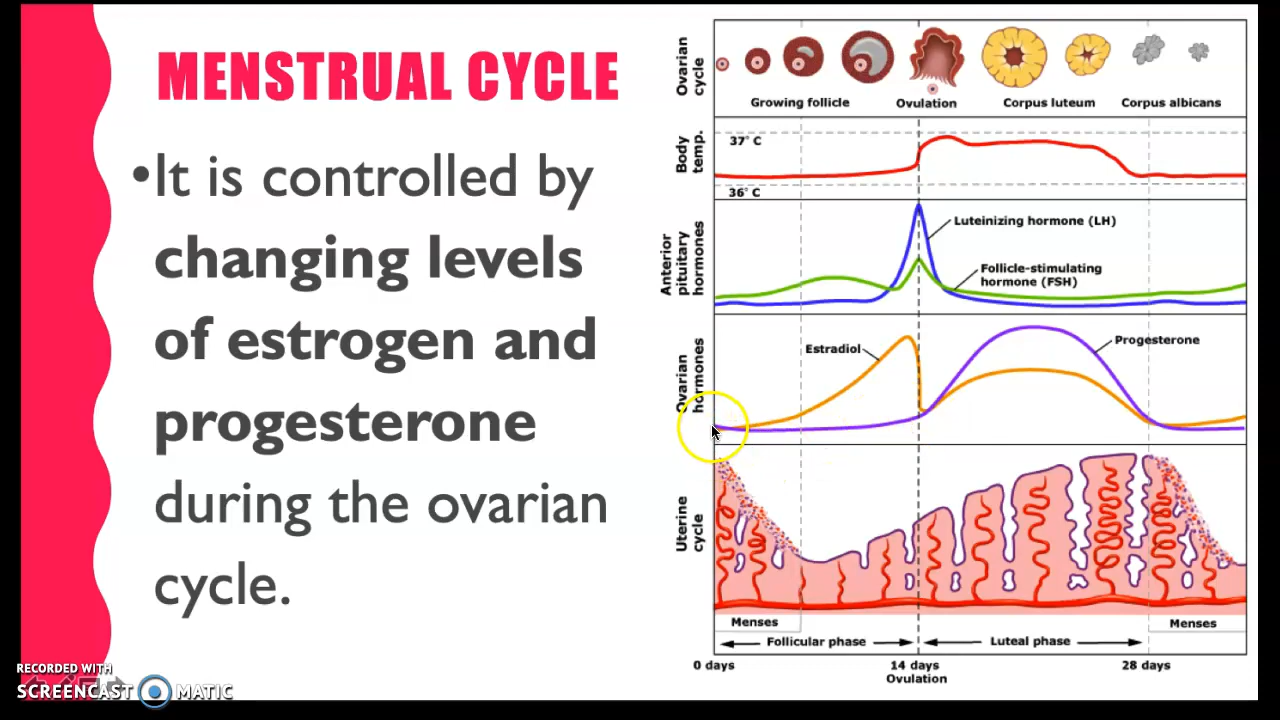 MENSTRUAL CYCLE
•It is controlled by
changing levels
of estrogen and
progesterone
during the ovarian
cycle.
Ovarian
cycle
Growing follicle
Ovulation
Corpus luteum
Corpus albicans
Body
temp.
37° C
36° C
Anterior
pituitary
hormones
Luteinizing hormone (LH)
Follicle-stimulating
hormone (FSH)
Ovarian
hormones
Estradiol
Progesterone
Uterine
cycle
Menses
Menses
Follicular phase
Luteal phase
0 days
14 days
28 days
Ovulation
RECORDED WITH
SCREENCAST MATIC